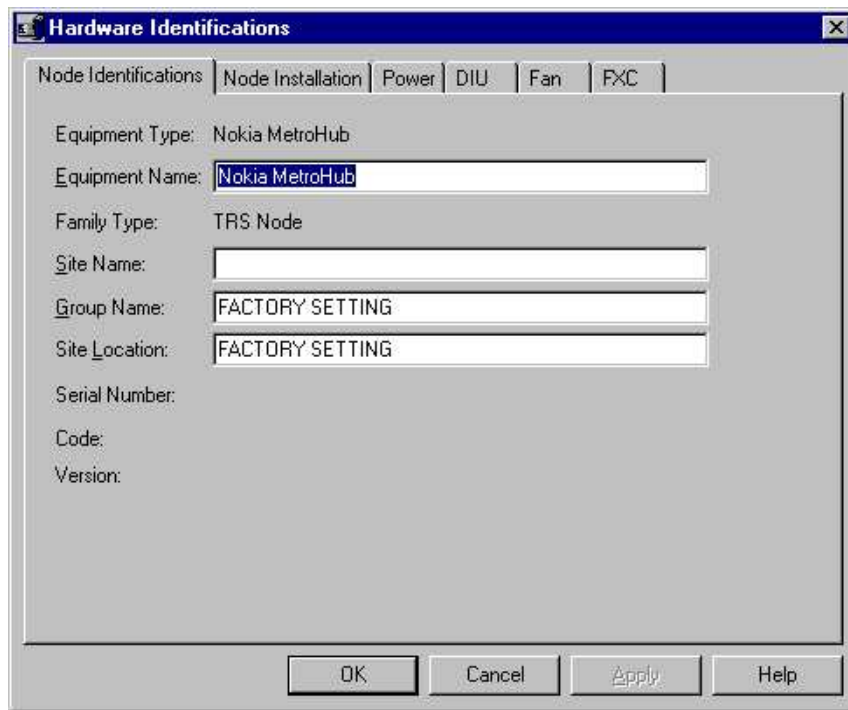 Hardware Identifications
Node Identifications Node Installation Power DIU Fan FXC
Equipment Type: Nokia MetroHub
Equipment Name: Nokia MetroHub
Family Type: TRS Node
Site Name:
Group Name: FACTORY SETTING
Site Location: FACTORY SETTING
Serial Number:
Code:
Version:
OK Cancel Apply Help